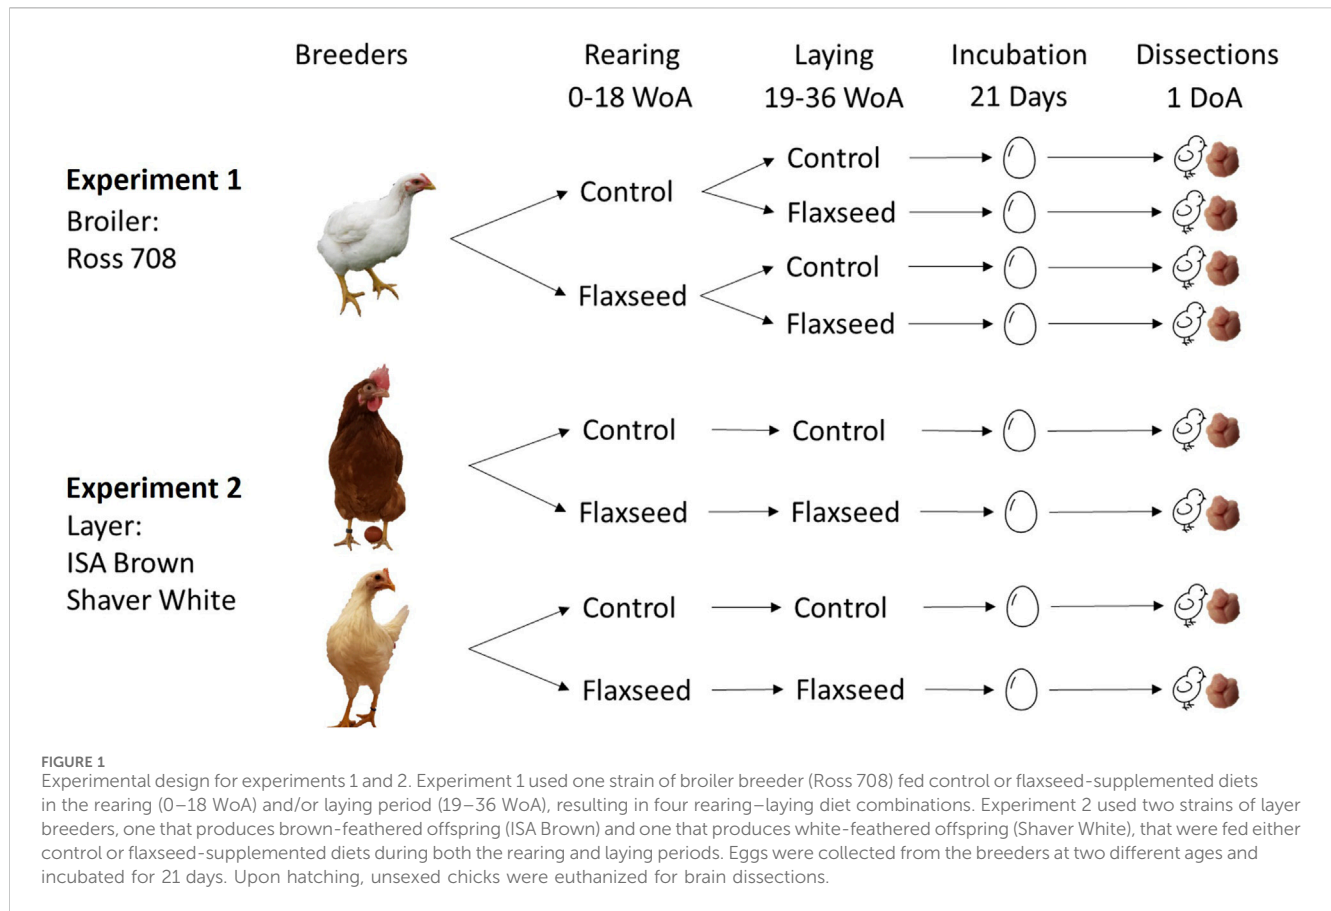 Breeders Rearing Laying Incubation Dissections
0-18 WoA 19-36 WoA 21 Days 1 DoA
Experiment 1
Broiler:
Ross 708
Control
Flaxseed
Control
Flaxseed
Control
Flaxseed
Experiment 2
Layer:
ISA Brown
Shaver White
Control Control
Flaxseed Flaxseed
Control Control
Flaxseed Flaxseed
FIGURE 1
Experimental design for experiments 1 and 2. Experiment 1 used one strain of broiler breeder (Ross 708) fed control or flaxseed-supplemented diets
in the rearing (0–18 WoA) and/or laying period (19–36 WoA), resulting in four rearing–laying diet combinations. Experiment 2 used two strains of layer
breeders, one that produces brown-feathered offspring (ISA Brown) and one that produces white-feathered offspring (Shaver White), that were fed either
control or flaxseed-supplemented diets during both the rearing and laying periods. Eggs were collected from the breeders at two different ages and
incubated for 21 days. Upon hatching, unsexed chicks were euthanized for brain dissections.